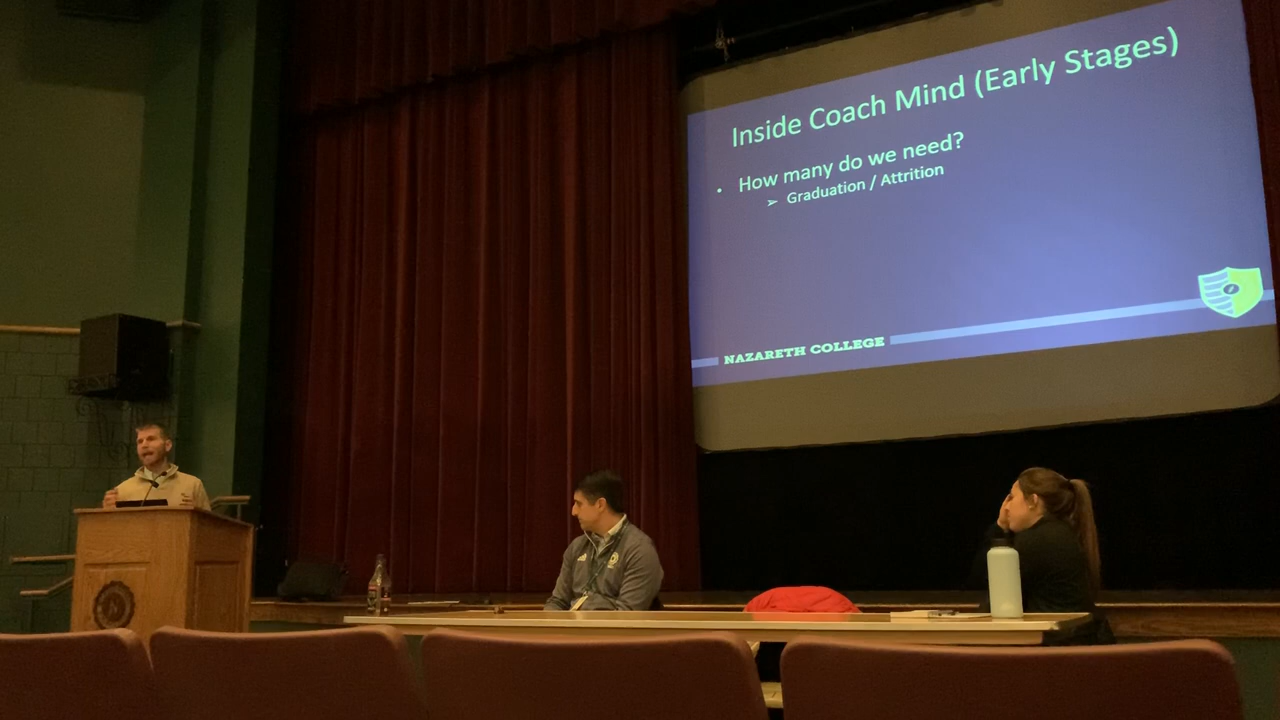 Inside Coach Mind (Early Stages)
• How many do we need?
➢ Graduation / Attrition
NAZARETH COLLEGE
N